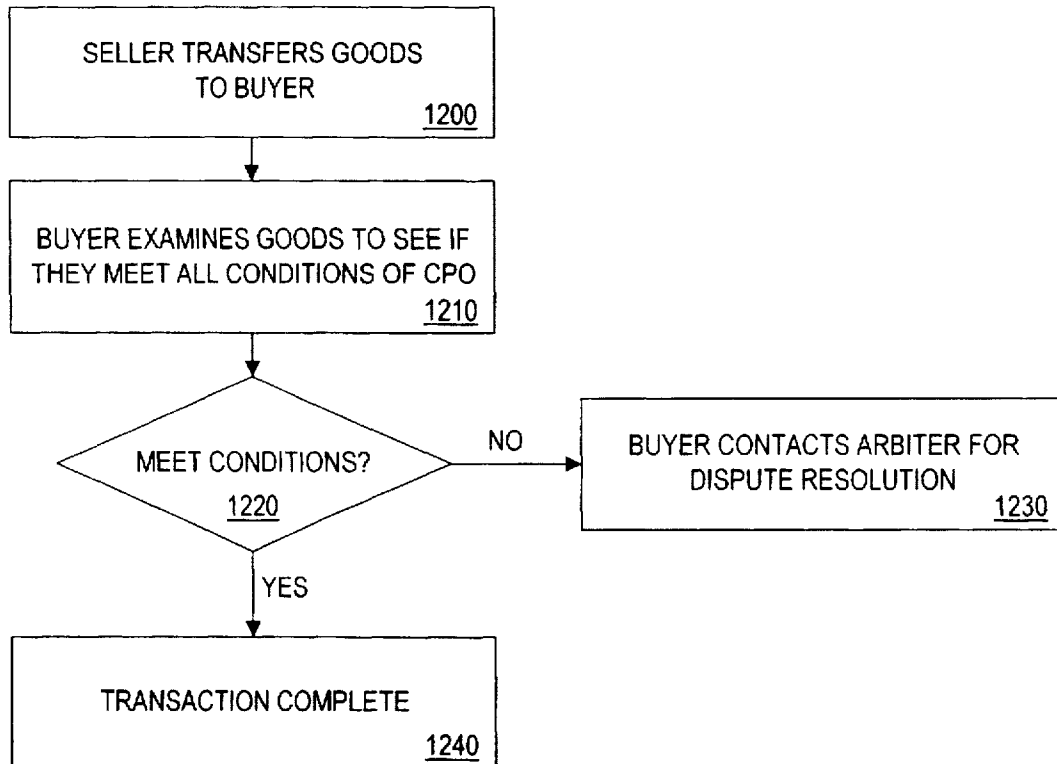 SELLER TRANSFERS GOODS
TO BUYER
1200
BUYER EXAMINES GOODS TO SEE IF
THEY MEET ALL CONDITIONS OF CPO
1210
MEET CONDITIONS?
1220
NO
BUYER CONTACTS ARBITER FOR
DISPUTE RESOLUTION
1230
YES
TRANSACTION COMPLETE
1240